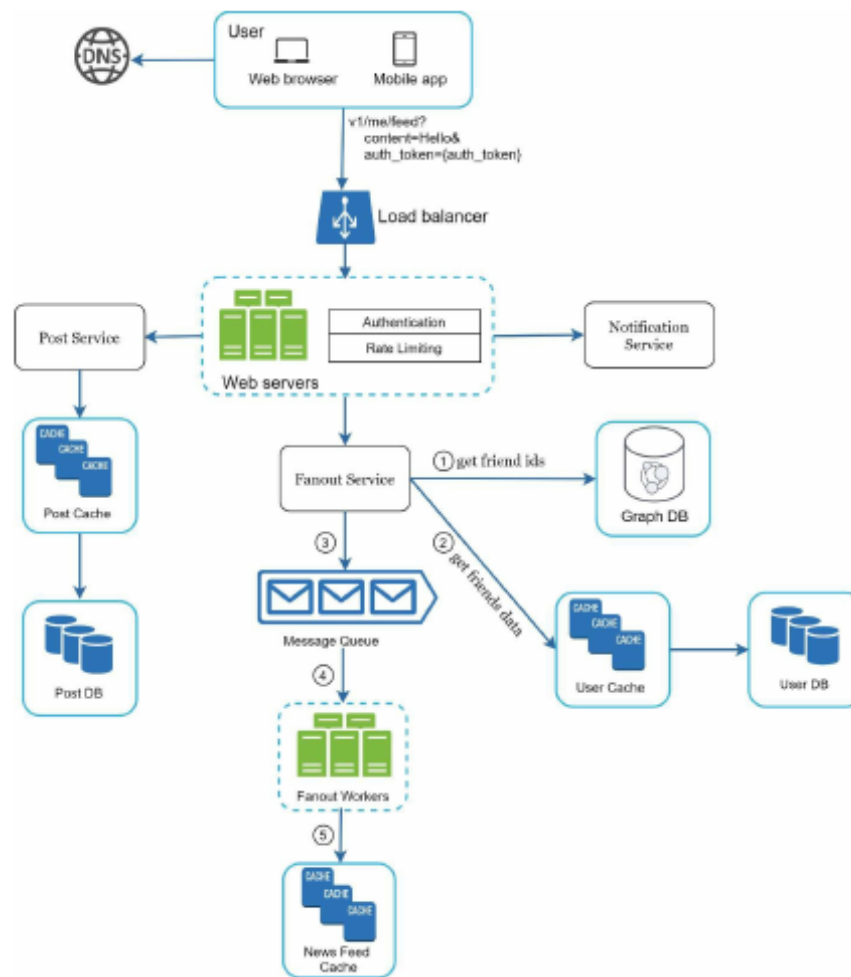 User
DNS
Web browser
Mobile app
v1/me/feed?
content=Hello&
auth_token={auth_token}
Load balancer
Post Service
Authentication
Rate Limiting
Web servers
Notification
Service
CACHE
CACHE
CACHE
Post Cache
Fanout Service
① get friend ids
Graph DB
② get friends data
③
Message Queue
CACHE
CACHE
CACHE
User Cache
User DB
Post DB
④
Fanout Workers
⑤
CACHE
CACHE
CACHE
News Feed
Cache